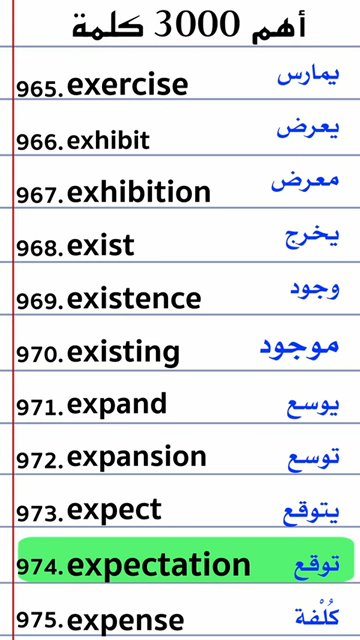 أهم 3000 كلمة
965. exercise يمارس
966. exhibit يعرض
967. exhibition معرض
968. exist يخرج
969. existence وجود
970. existing موجود
971. expand يوسع
972. expansion توسع
973. expect يتوقع
974. expectation توقع
975. expense كُلْفة